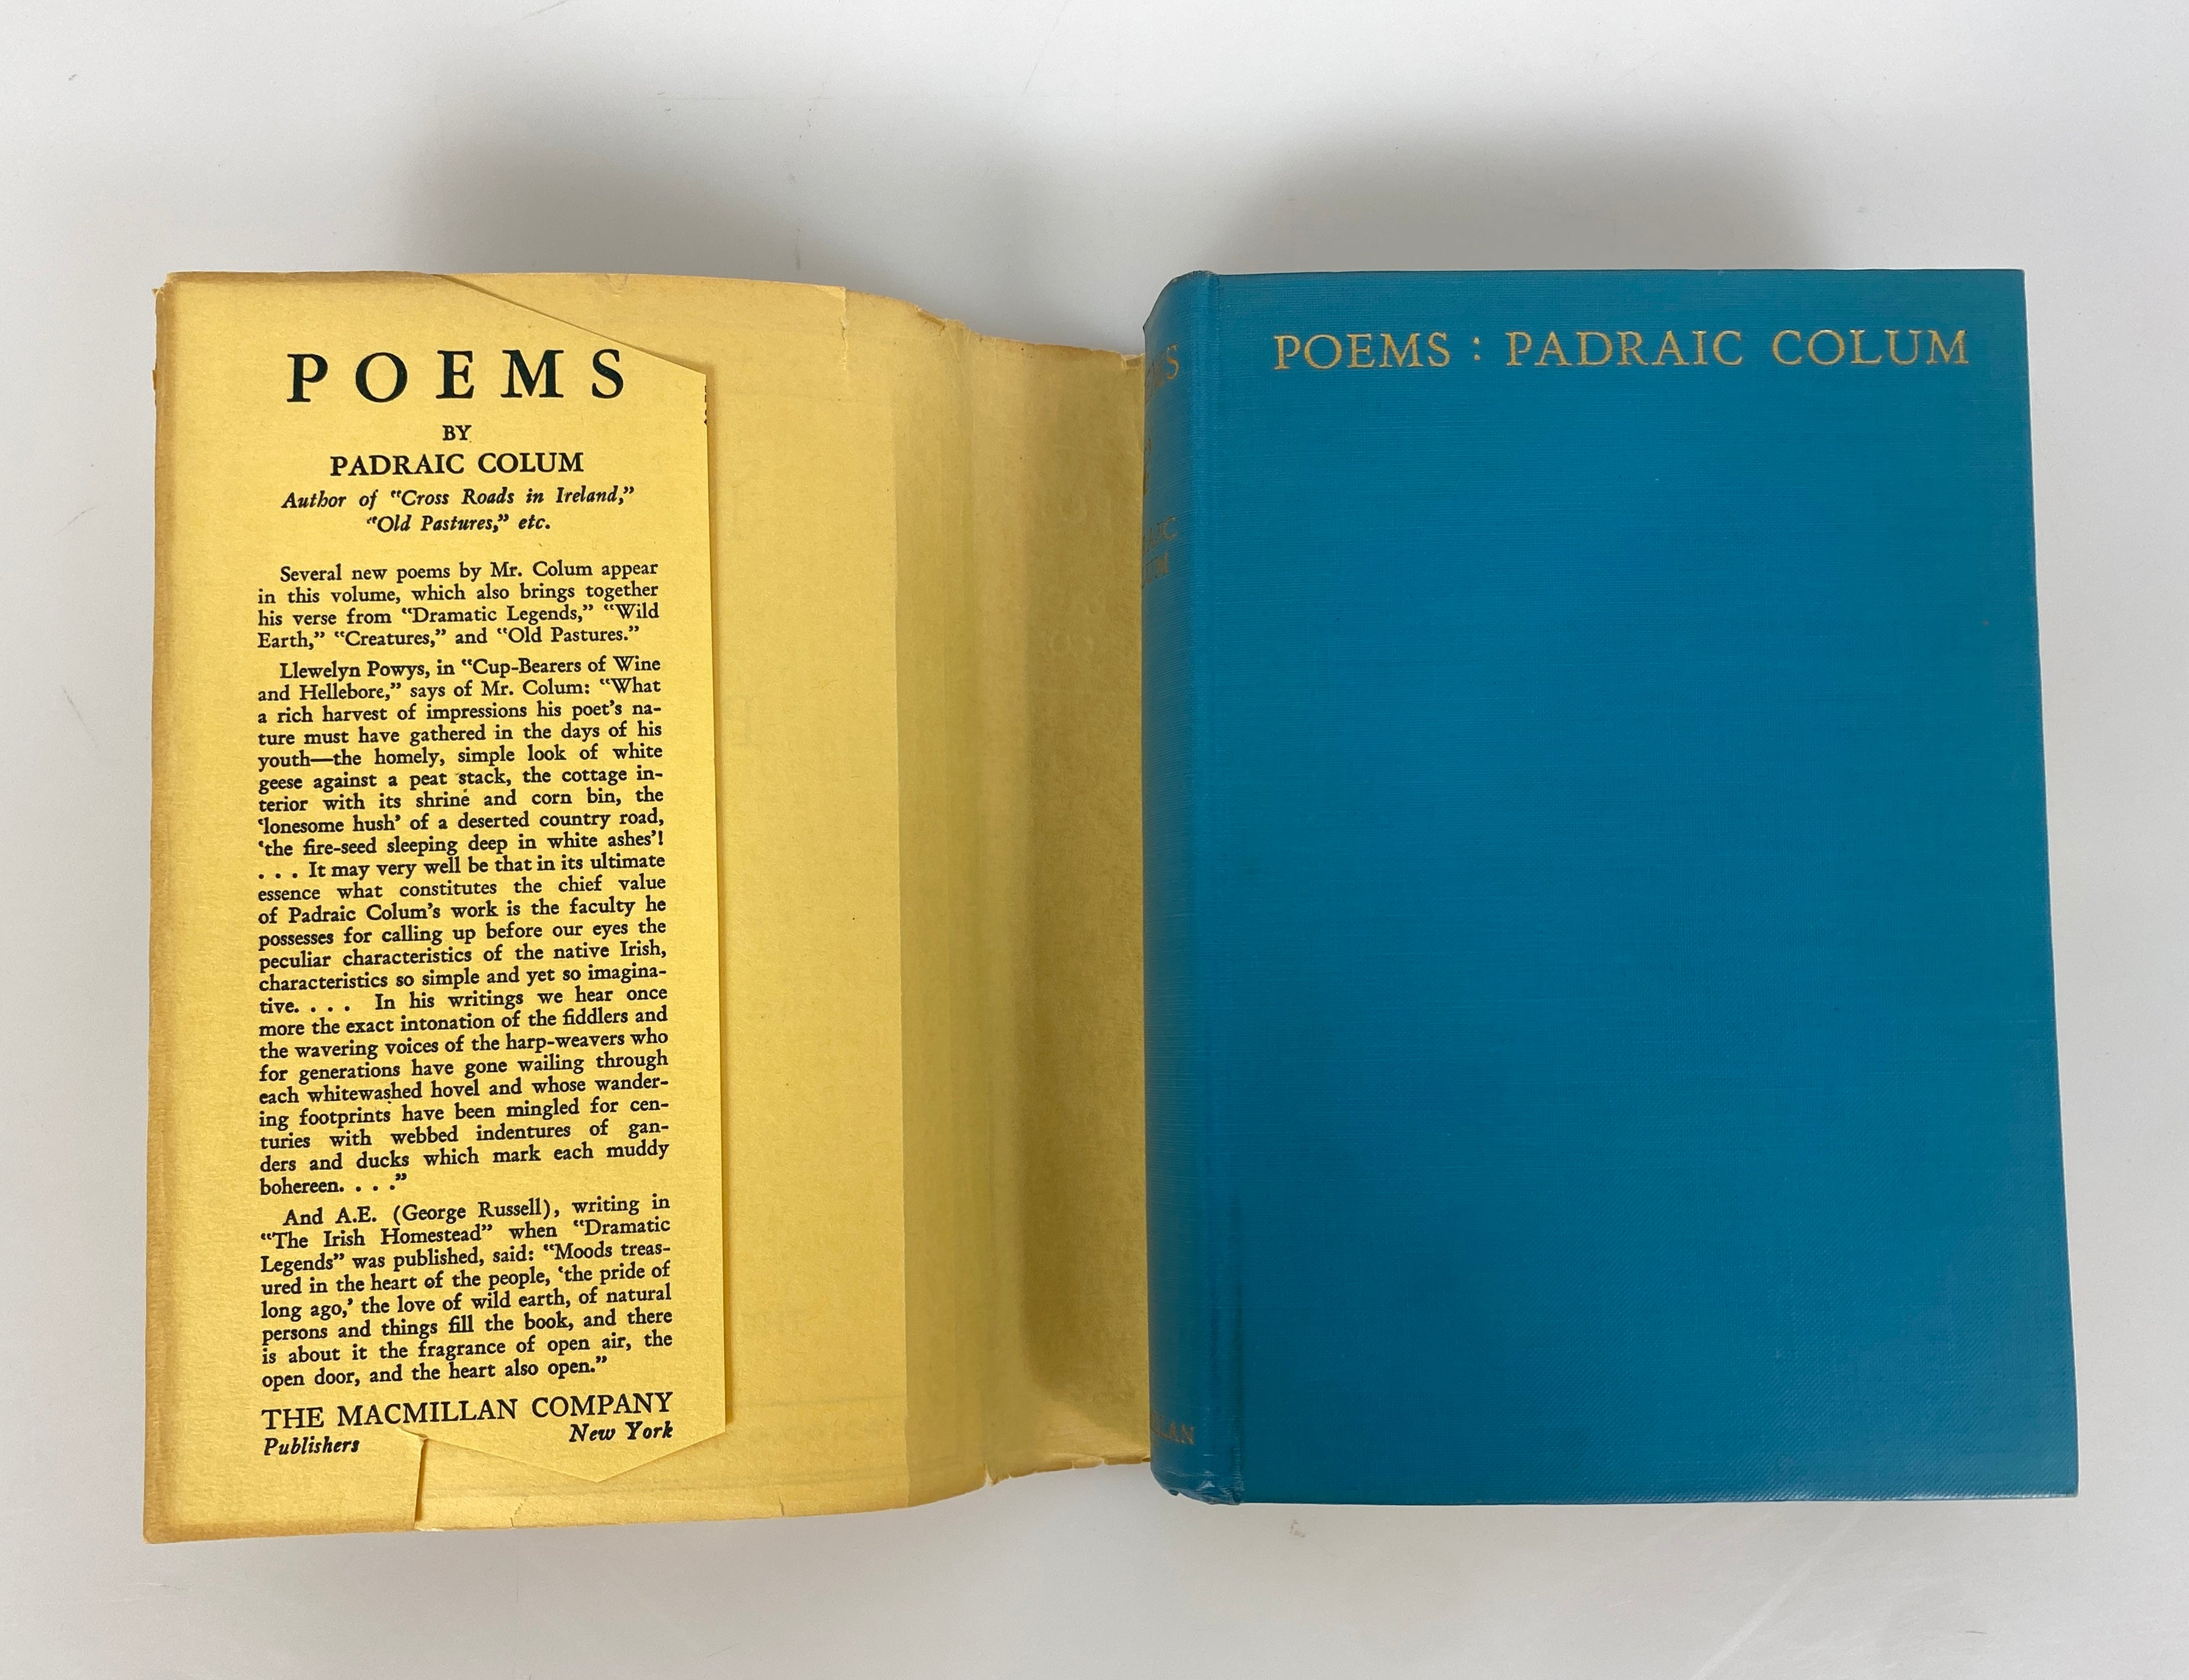 POEMS
BY
PADRAIC COLUM
Author of "Cross Roads in Ireland,"
"Old Pastures," etc.
Several new poems by Mr. Colum appear
in this volume, which also brings together
his verse from "Dramatic Legends," "Wild
Earth," "Creatures," and "Old Pastures."
Llewelyn Powys, in "Cup-Bearers of Wine
and Hellebore," says of Mr. Colum: "What
a rich harvest of impressions his poet's na-
ture must have gathered in the days of his
youth—the homely, simple look of white
geese against a peat stack, the cottage in-
terior with its shrine and corn bin, the
'lonesome hush' of a deserted country road,
'the fire-seed sleeping deep in white ashes'!
. . . It may very well be that in its ultimate
essence what constitutes the chief value
of Padraic Colum's work is the faculty he
possesses for calling up before our eyes the
peculiar characteristics of the native Irish,
characteristics so simple and yet so imagina-
tive. . . . In his writings we hear once
more the exact intonation of the fiddlers and
the wavering voices of the harp-weavers who
for generations have gone wailing through
each whitewashed hovel and whose wander-
ing footprints have been mingled for cen-
turies with webbed indentures of gan-
ders and ducks which mark each muddy
bohereen. . . ."
And A.E. (George Russell), writing in
"The Irish Homestead" when "Dramatic
Legends" was published, said: "Moods treas-
ured in the heart of the people, 'the pride of
long ago,' the love of wild earth, of natural
persons and things fill the book, and there
is about it the fragrance of open air, the
open door, and the heart also open."
THE MACMILLAN COMPANY
Publishers New York
POEMS : PADRAIC COLUM